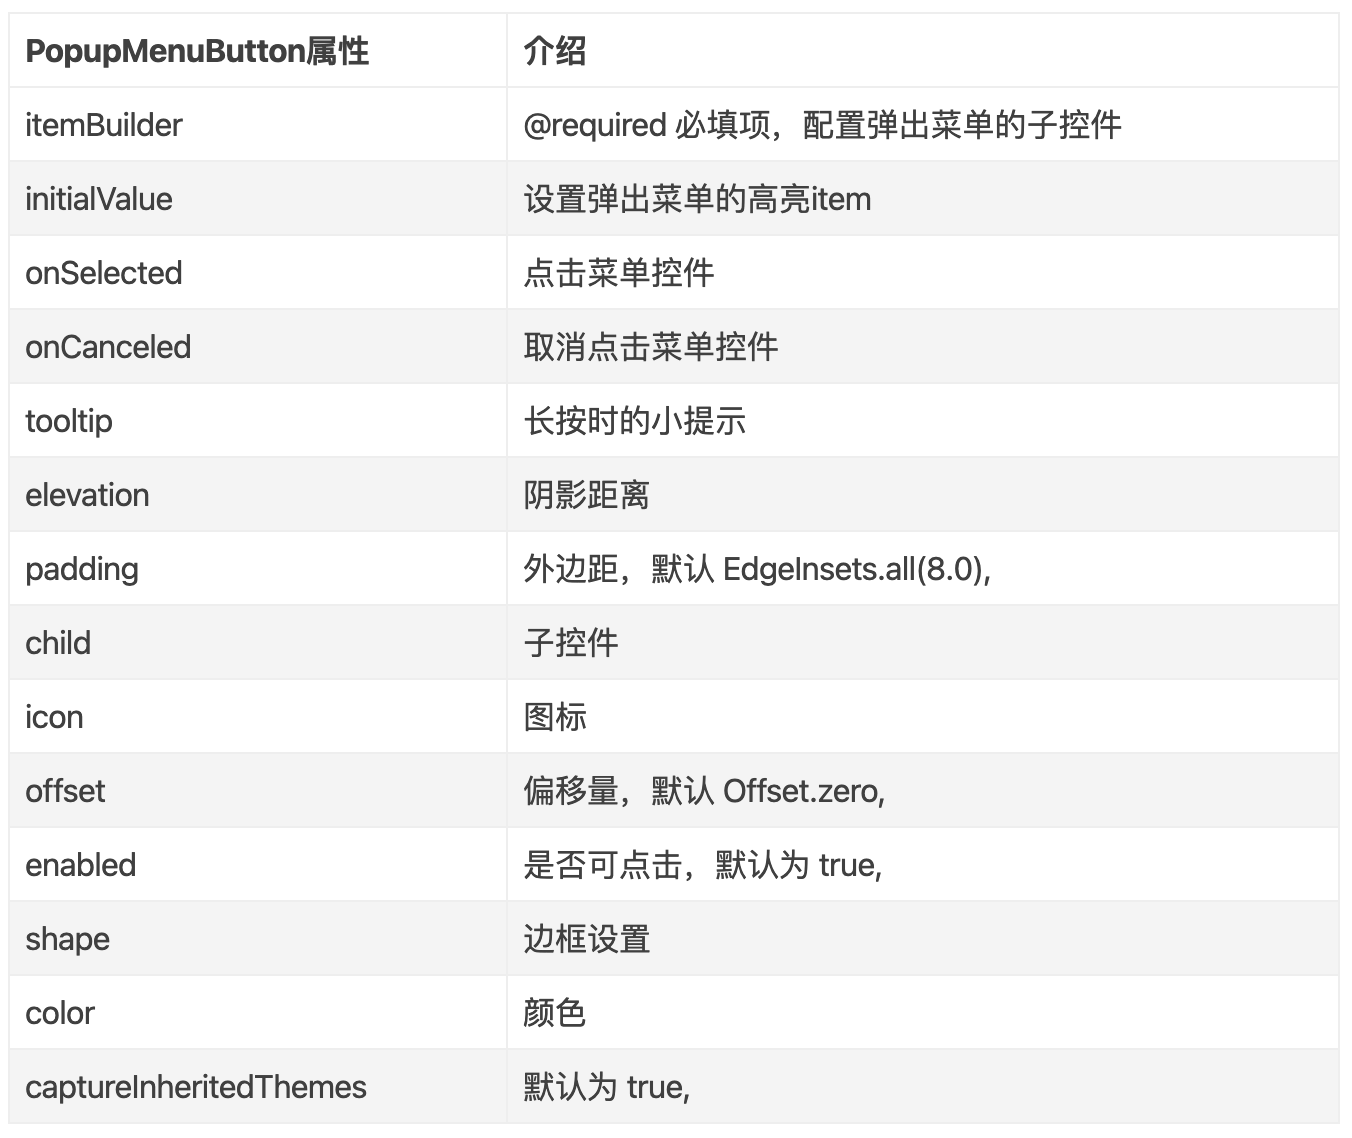 PopupMenuButton属性 介绍
itemBuilder @required 必填项，配置弹出菜单的子控件
initialValue 设置弹出菜单的高亮item
onSelected 点击菜单控件
onCanceled 取消点击菜单控件
tooltip 长按时的小提示
elevation 阴影距离
padding 外边距，默认 EdgeInsets.all(8.0),
child 子控件
icon 图标
offset 偏移量，默认 Offset.zero,
enabled 是否可点击，默认为 true,
shape 边框设置
color 颜色
captureInheritedThemes 默认为 true,